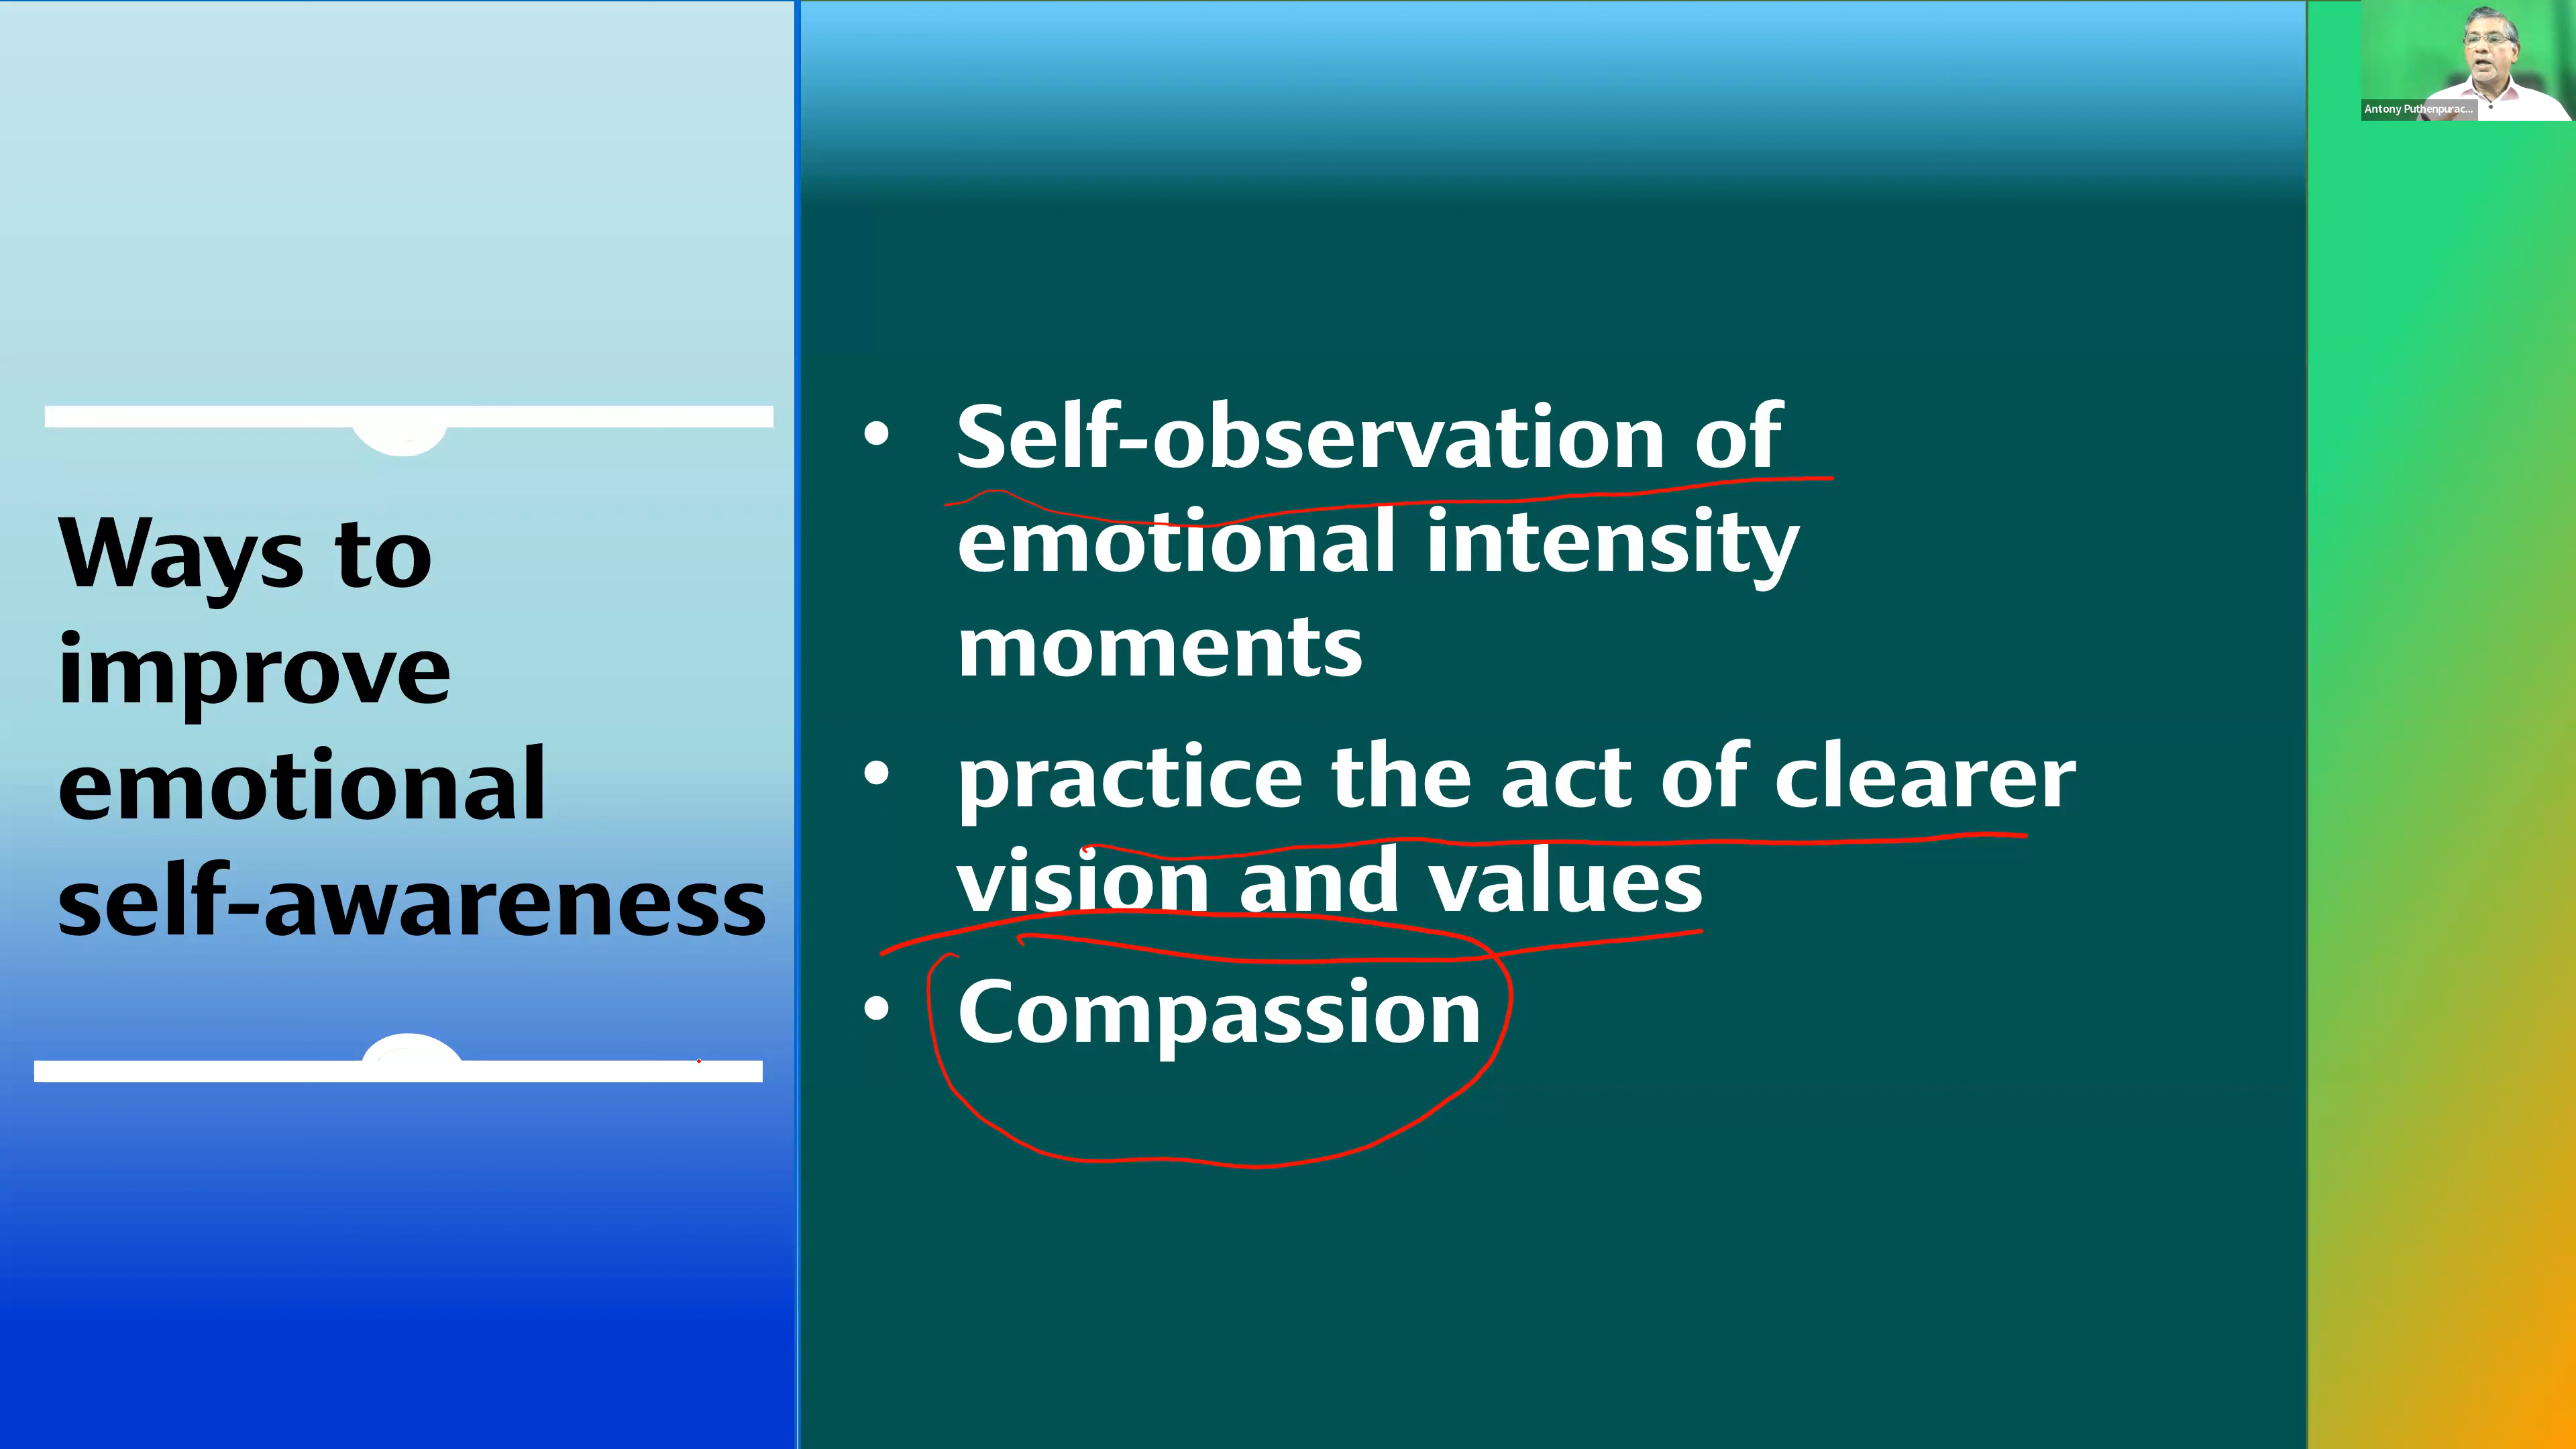 Ways to
improve
emotional
self-awareness
• Self-observation of
emotional intensity
moments
• practice the act of clearer
vision and values
• Compassion
Antony Puthenpurac...